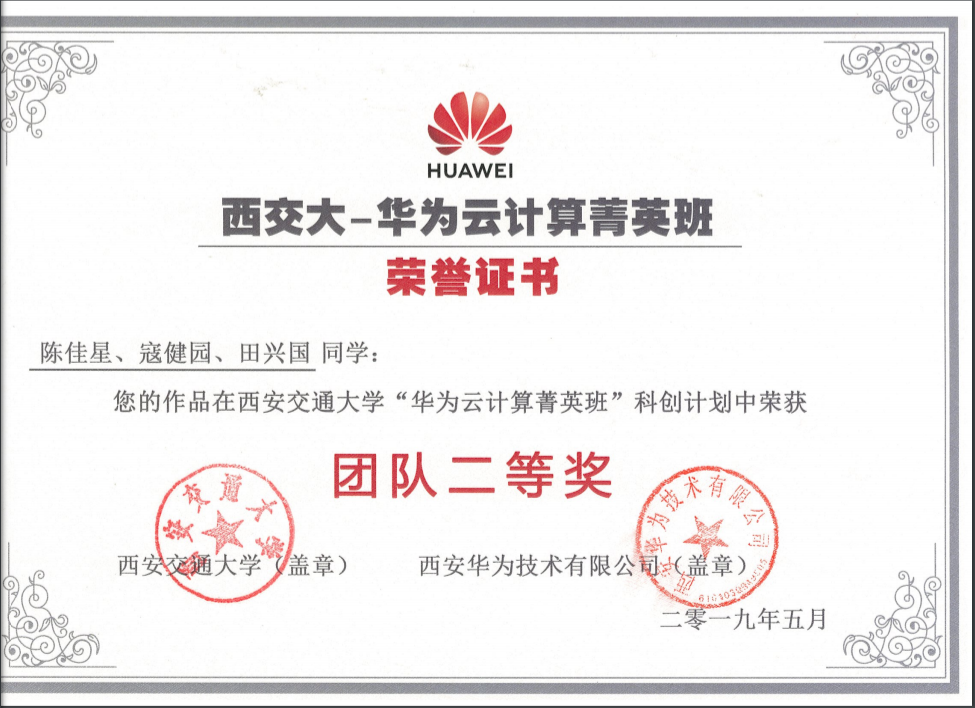 HUAWEI
西交大-华为云计算菁英班
荣誉证书
陈佳星、寇健园、田兴国 同学：
您的作品在西安交通大学“华为云计算菁英班”科创计划中荣获
团队二等奖
西安交通大学
西安华为技术有限公司
西安交通大学（盖章） 西安华为技术有限公司（盖章）
二零一九年五月